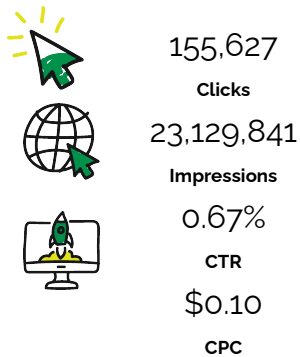 155,627
Clicks
23,129,841
Impressions
0.67%
CTR
$0.10
CPC